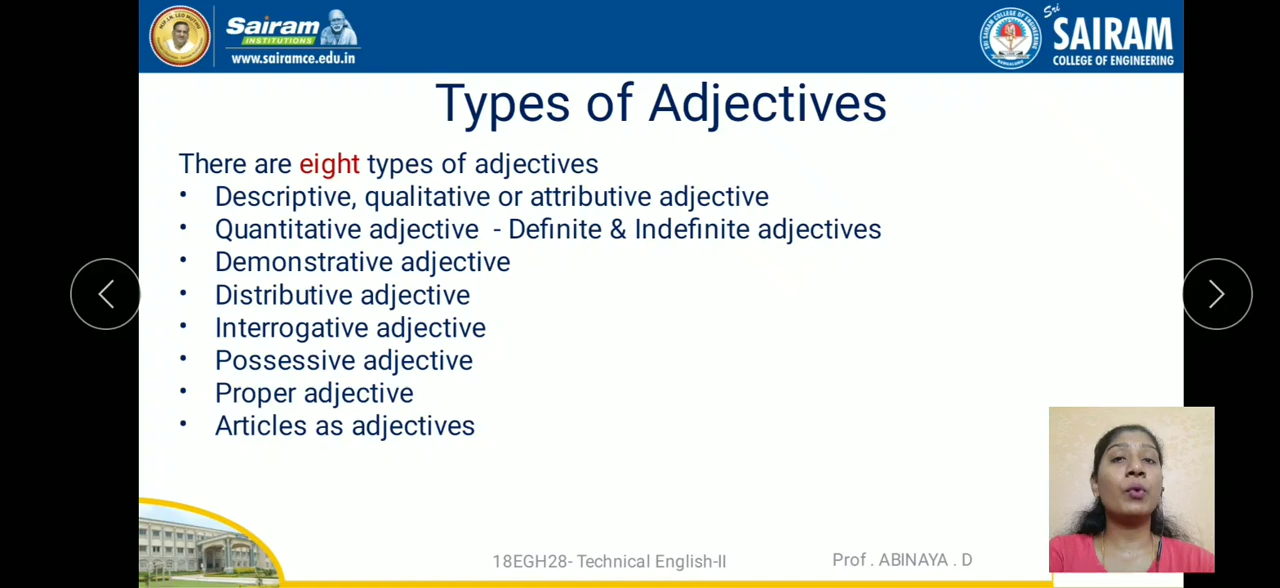 Sairam
INSTITUTIONS
www.sairamce.edu.in
Sri
SAIRAM
COLLEGE OF ENGINEERING
Types of Adjectives
There are eight types of adjectives
• Descriptive, qualitative or attributive adjective
• Quantitative adjective - Definite & Indefinite adjectives
• Demonstrative adjective
• Distributive adjective
• Interrogative adjective
• Possessive adjective
• Proper adjective
• Articles as adjectives
18EGH28- Technical English-II
Prof . ABINAYA . D